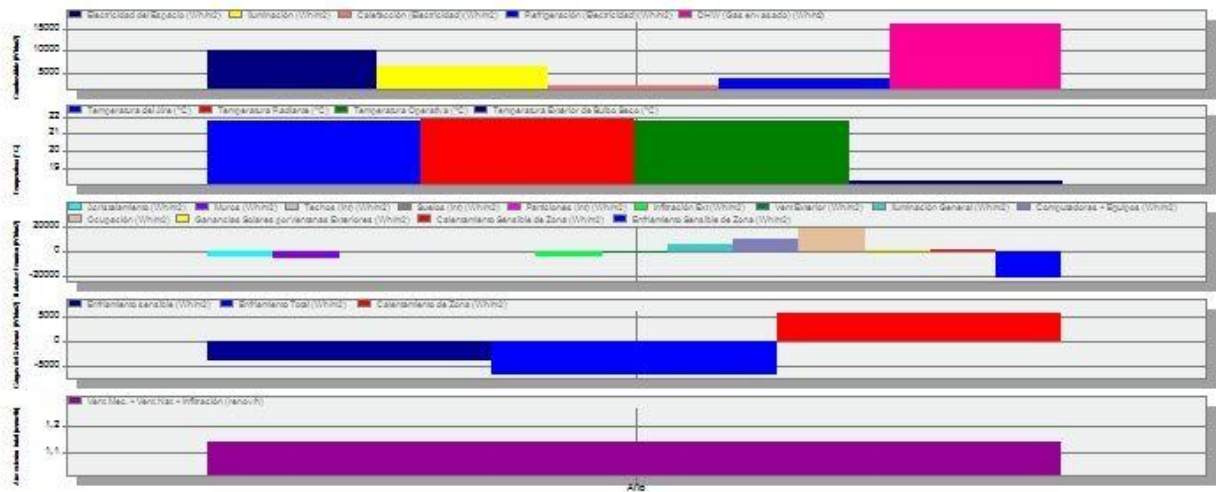 Electricidad del Espacio (Wh/m2) Iluminación (Wh/m2) Calefacción (Electricidad) (Wh/m2) Refrigeración (Electricidad) (Wh/m2) DHW (Gas envasado) (Wh/m2)
15000
10000
5000
Temperatura del Aire (°C) Temperatura Radiante (°C) Temperatura Operativa (°C) Temperatura Exterior de Bulbo Seco (°C)
22
21
20
19
Acristalamiento (Wh/m2) Muros (Wh/m2) Techos (int) (Wh/m2) Suelos (int) (Wh/m2) Particiones (int) (Wh/m2) Infiltración Ext (Wh/m2) Vent Exterior (Wh/m2) Iluminación General (Wh/m2) Computadoras + Equipos (Wh/m2)
Ocupación (Wh/m2) Ganancias Solares por Ventanas Exteriores (Wh/m2) Calentamiento Sensible de Zona (Wh/m2) Enfriamiento Sensible de Zona (Wh/m2)
20000
0
-20000
Enfriamiento sensible (Wh/m2) Enfriamiento Total (Wh/m2) Calentamiento de Zona (Wh/m2)
5000
0
-5000
Vent Mec. + Vent Nat + Infiltración (renov/h)
1,2
1,1
Año